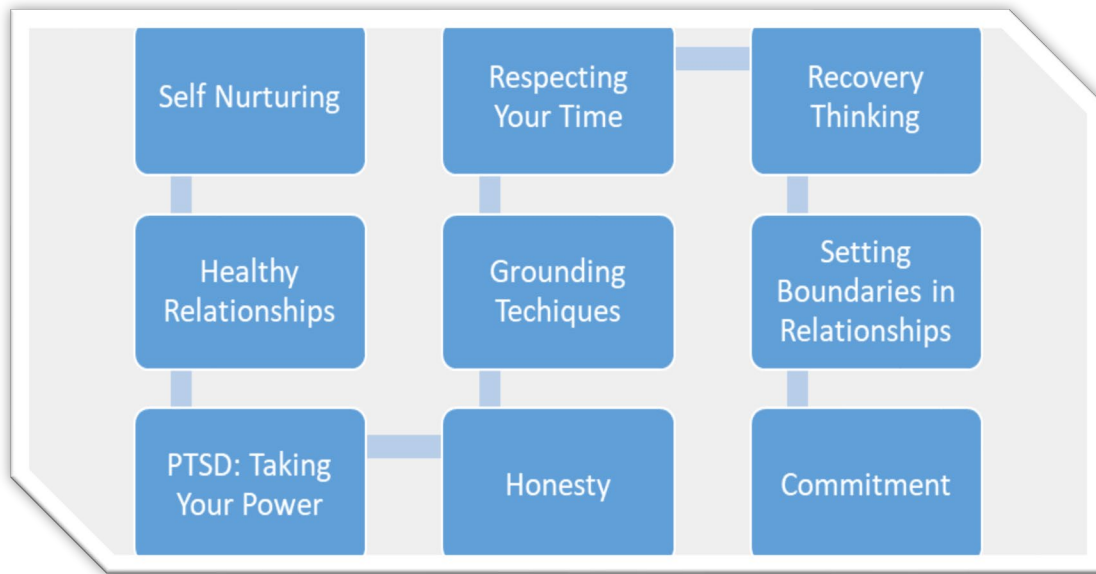 Self Nurturing
Healthy
Relationships
PTSD: Taking
Your Power
Honesty
Grounding
Techiques
Respecting
Your Time
Recovery
Thinking
Setting
Boundaries in
Relationships
Commitment